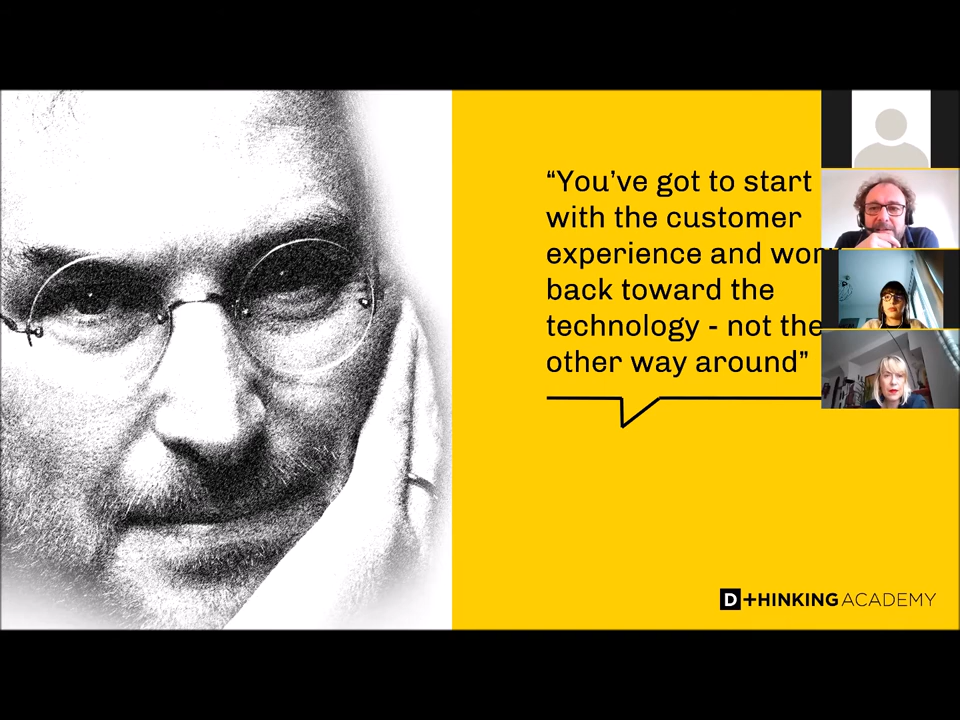 “You’ve got to start
with the customer
experience and
back toward the
technology - not the
other way around”
D+HINKING ACADEMY